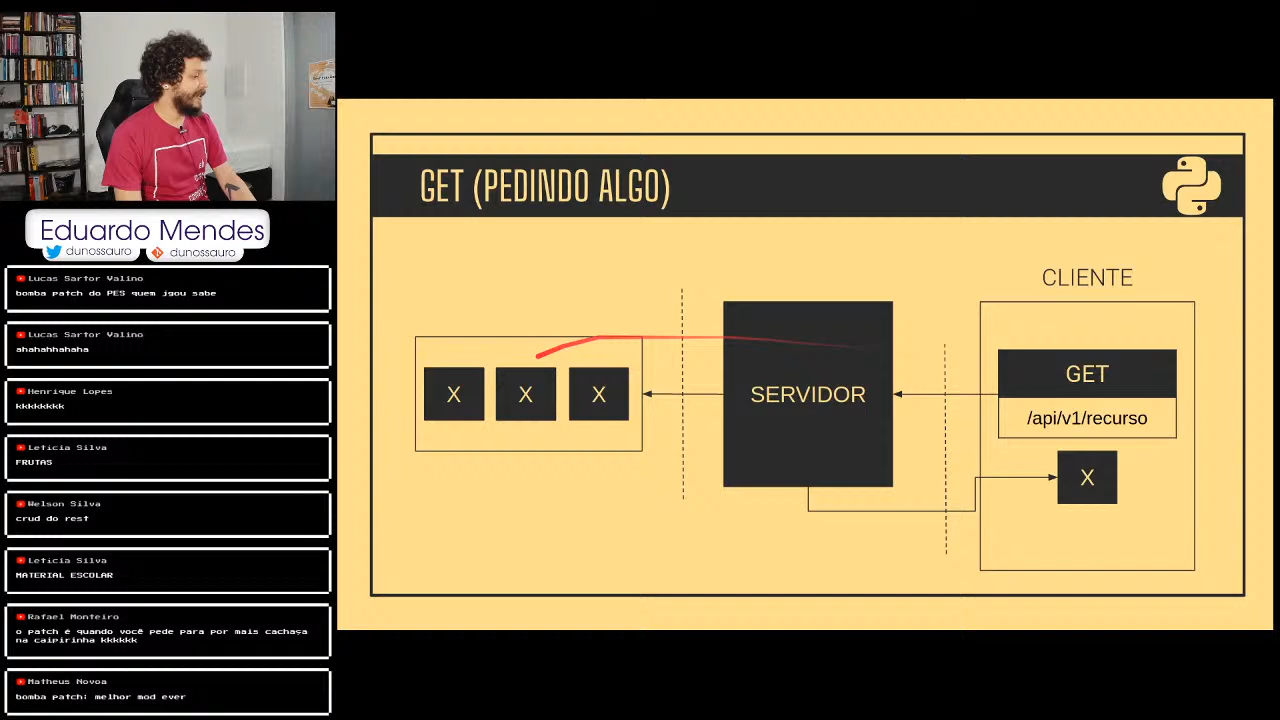 Eduardo Mendes
dunossauro
dunossauro
Lucas Sartor Valino
bomba patch do PES quem jgou sabe
Lucas Sartor Valino
ahahahhahaha
Henrique Lopes
kkkkkkkk
Leticia Silva
FRUTAS
Welson Silva
crud do rest
Leticia Silva
MATERIAL ESCOLAR
Rafael Monteiro
o patch é quando você pede para por mais cachaça
na caipirinha kkkkkk
Matheus Novoa
bomba patch: melhor mod ever
GET (PEDINDO ALGO)
X
X
X
SERVIDOR
CLIENTE
GET
/api/v1/recurso
X